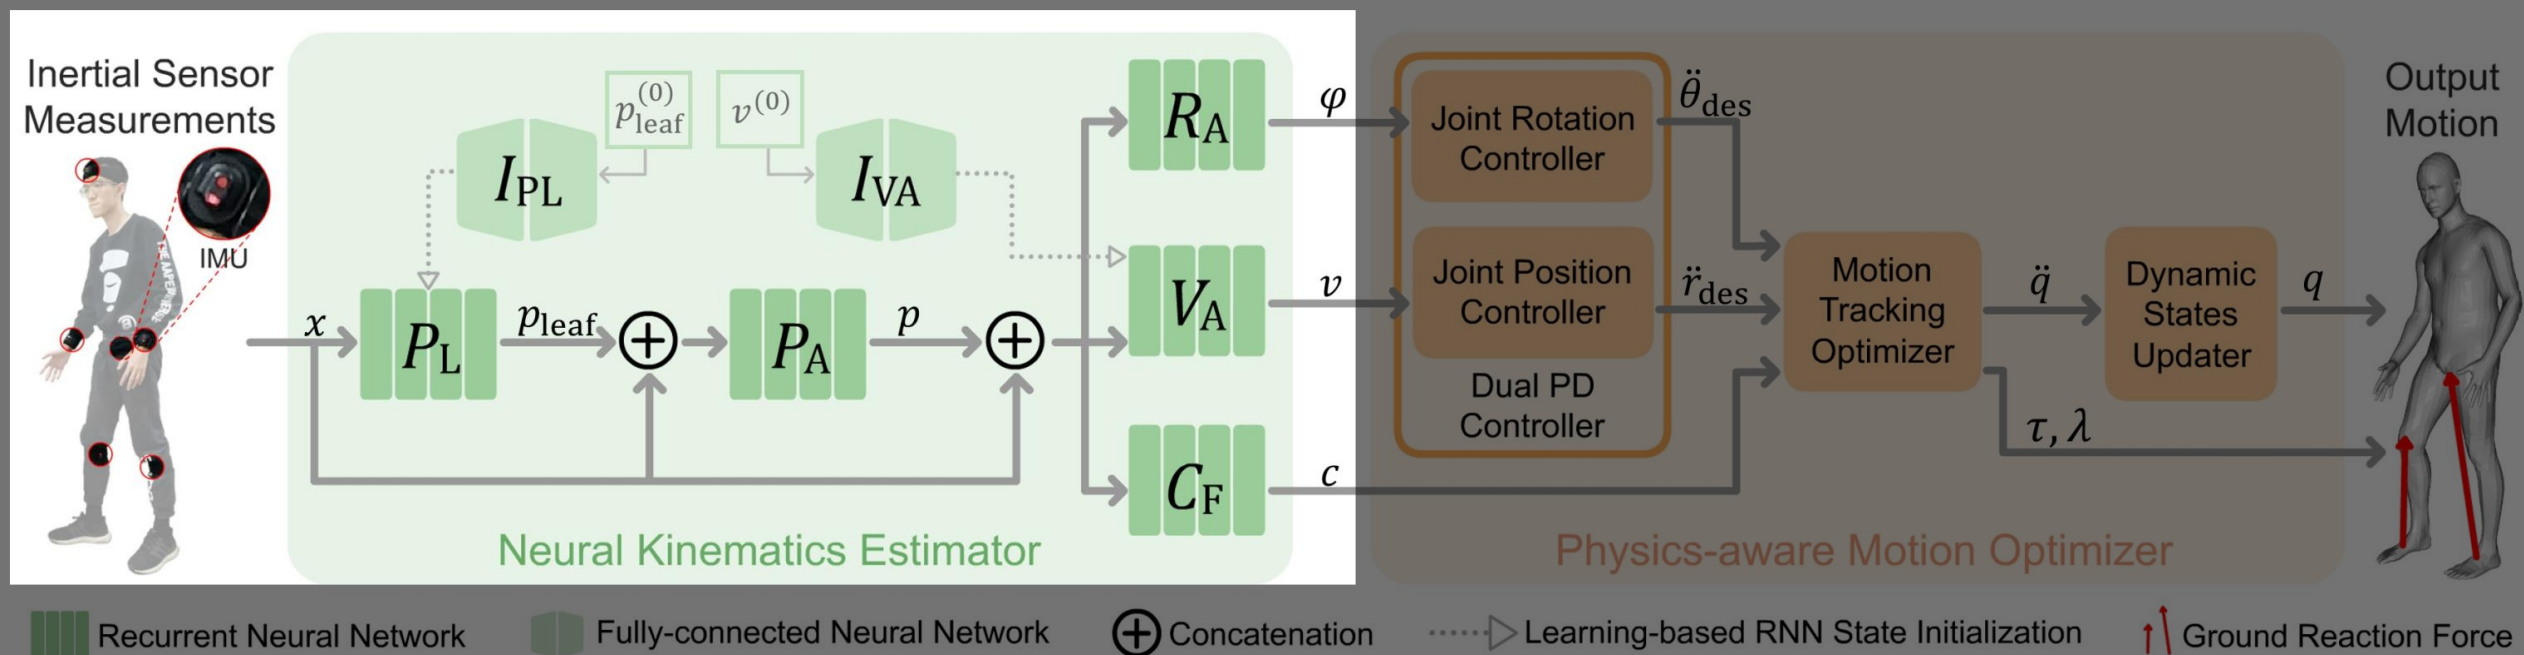 Inertial Sensor
Measurements
IMU
x
P_L
p_leaf
I_PL
p_leaf^(0)
v^(0)
I_VA
P_A
p
R_A
V_A
C_F
Neural Kinematics Estimator
φ
v
c
Joint Rotation
Controller
Joint Position
Controller
Dual PD
Controller
θ̈_des
r̈_des
Motion
Tracking
Optimizer
q̈
τ, λ
Dynamic
States
Updater
q
Physics-aware Motion Optimizer
Output
Motion
Recurrent Neural Network
Fully-connected Neural Network
Concatenation
Learning-based RNN State Initialization
Ground Reaction Force